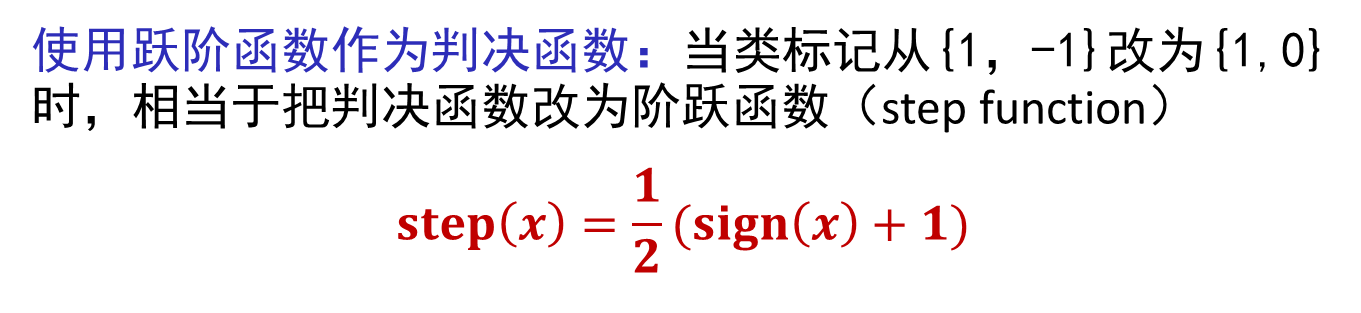 使用跃阶函数作为判决函数：当类标记从{1，-1}改为{1,0}
时，相当于把判决函数改为阶跃函数（step function）
step(x) = 1/2 (sign(x) + 1)